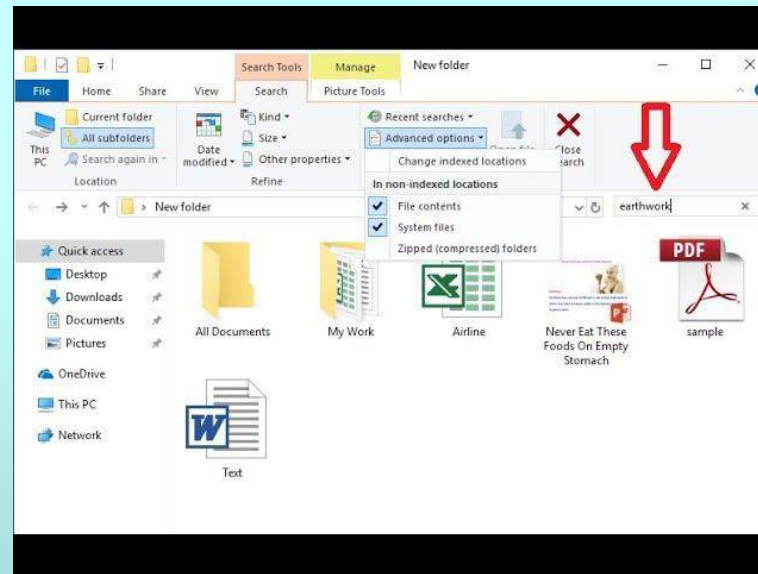 Search Tools Manage New folder
File Home Share View Search Picture Tools
This PC
Current folder
All subfolders
Search again in
Location
Date modified
Kind
Size
Other properties
Refine
Recent searches
Advanced options
Close
Change indexed locations
In non-indexed locations
File contents
System files
Zipped (compressed) folders
New folder
earthwork
Quick access
Desktop
Downloads
Documents
Pictures
OneDrive
This PC
Network
All Documents
My Work
Airline
Never Eat These
Foods On Empty
Stomach
PDF
sample
W
Text